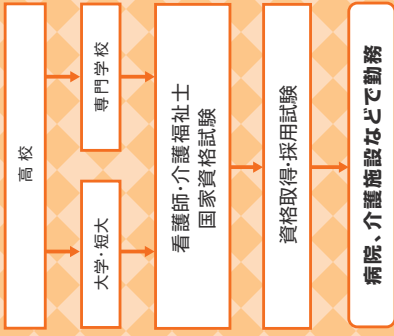 高校
大学・短大
専門学校
看護師・介護福祉士
国家資格試験
資格取得・採用試験
病院、介護施設などで勤務